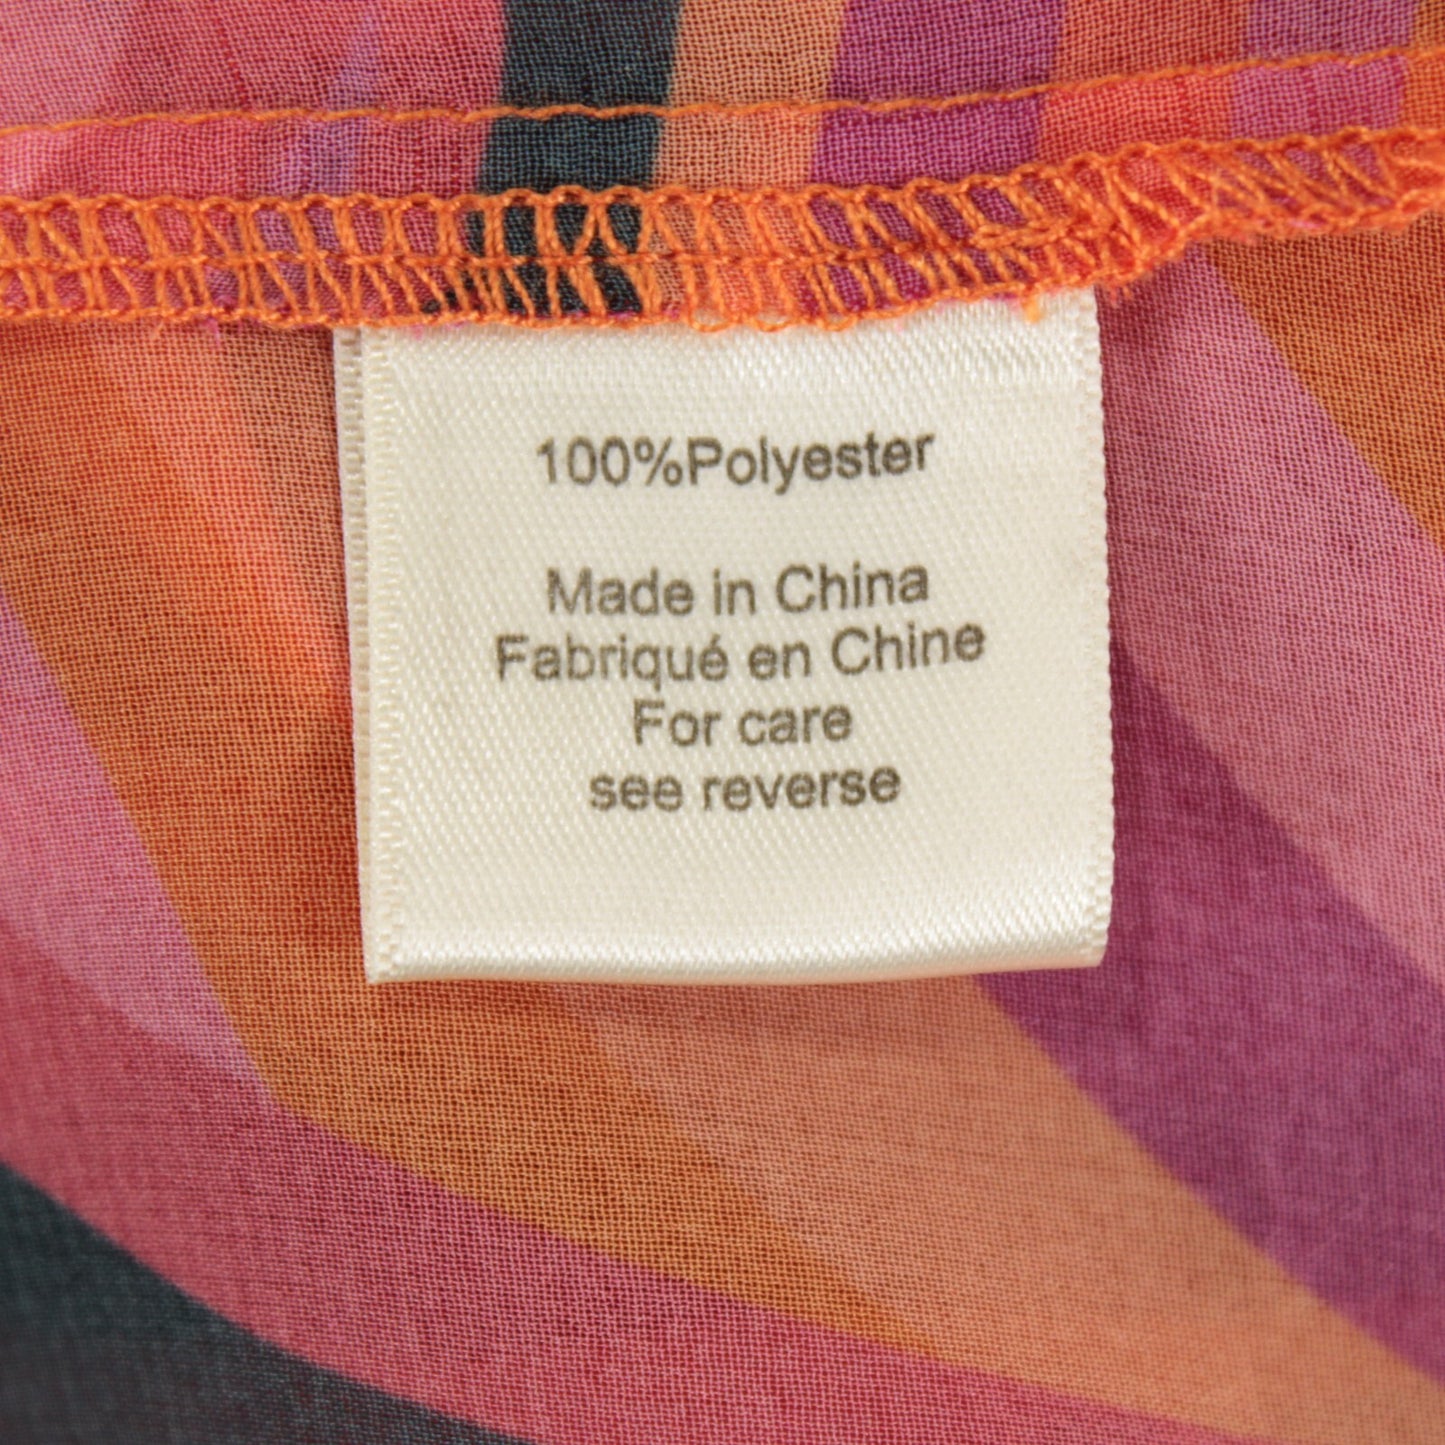 100%Polyester
Made in China
Fabriqué en Chine
For care
see reverse